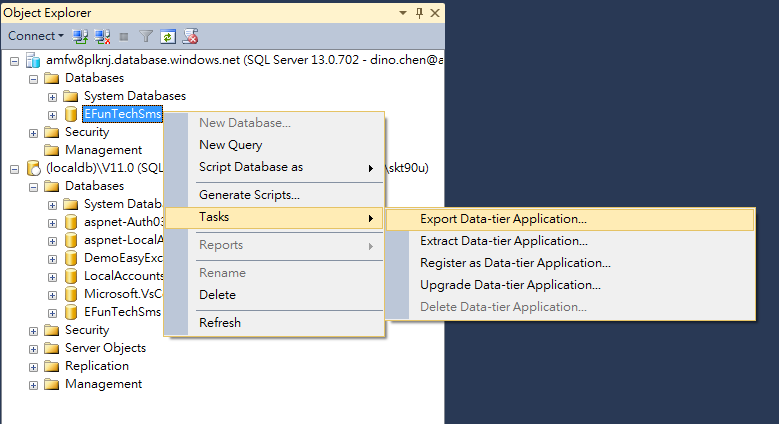 Object Explorer
Connect
amfw8plknj.database.windows.net (SQL Server 13.0.702 - dino.chen@a
Databases
System Databases
EFunTechSms
Security
Management
(localdb)\V11.0 (SQL
\skt90u)
Databases
System Datab
aspnet-Auth03
aspnet-LocalA
DemoEasyExc
LocalAccounts
Microsoft.VsCo
EFunTechSms
Security
Server Objects
Replication
Management
New Database...
New Query
Script Database as
Generate Scripts...
Tasks
Reports
Rename
Delete
Refresh
Export Data-tier Application...
Extract Data-tier Application...
Register as Data-tier Application...
Upgrade Data-tier Application...
Delete Data-tier Application...